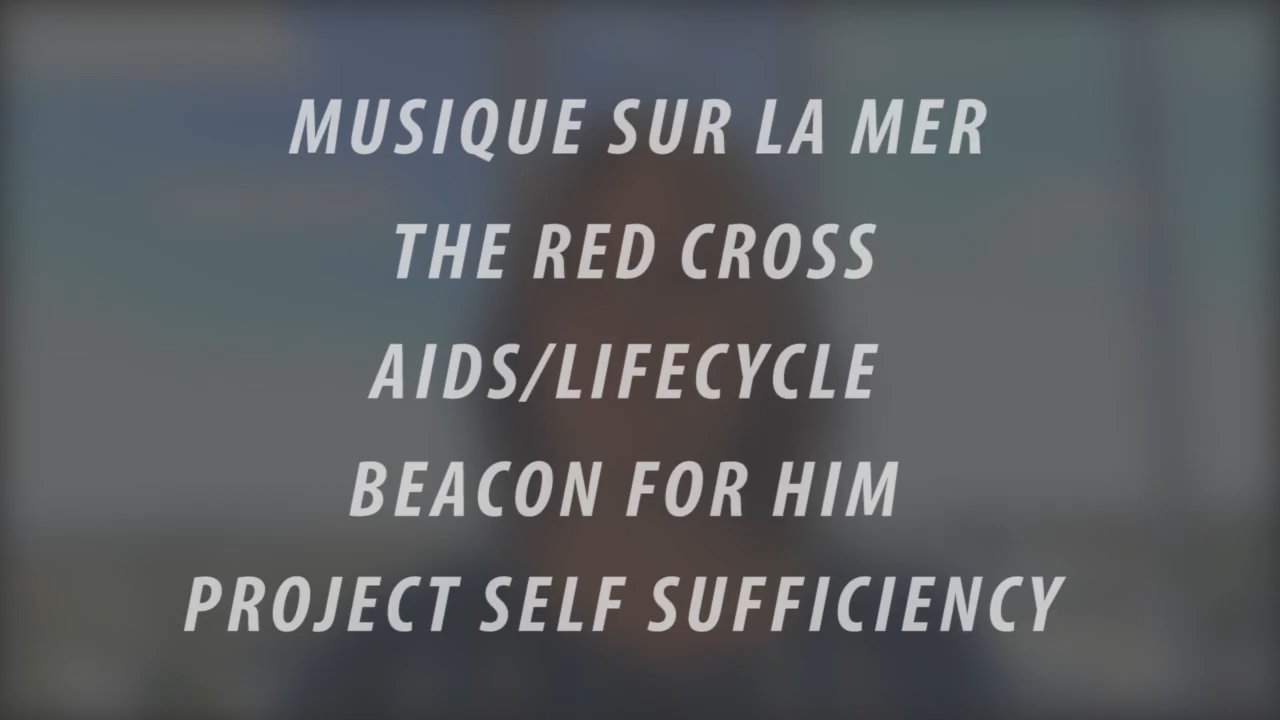 MUSIQUE SUR LA MER
THE RED CROSS
AIDS/LIFECYCLE
BEACON FOR HIM
PROJECT SELF SUFFICIENCY